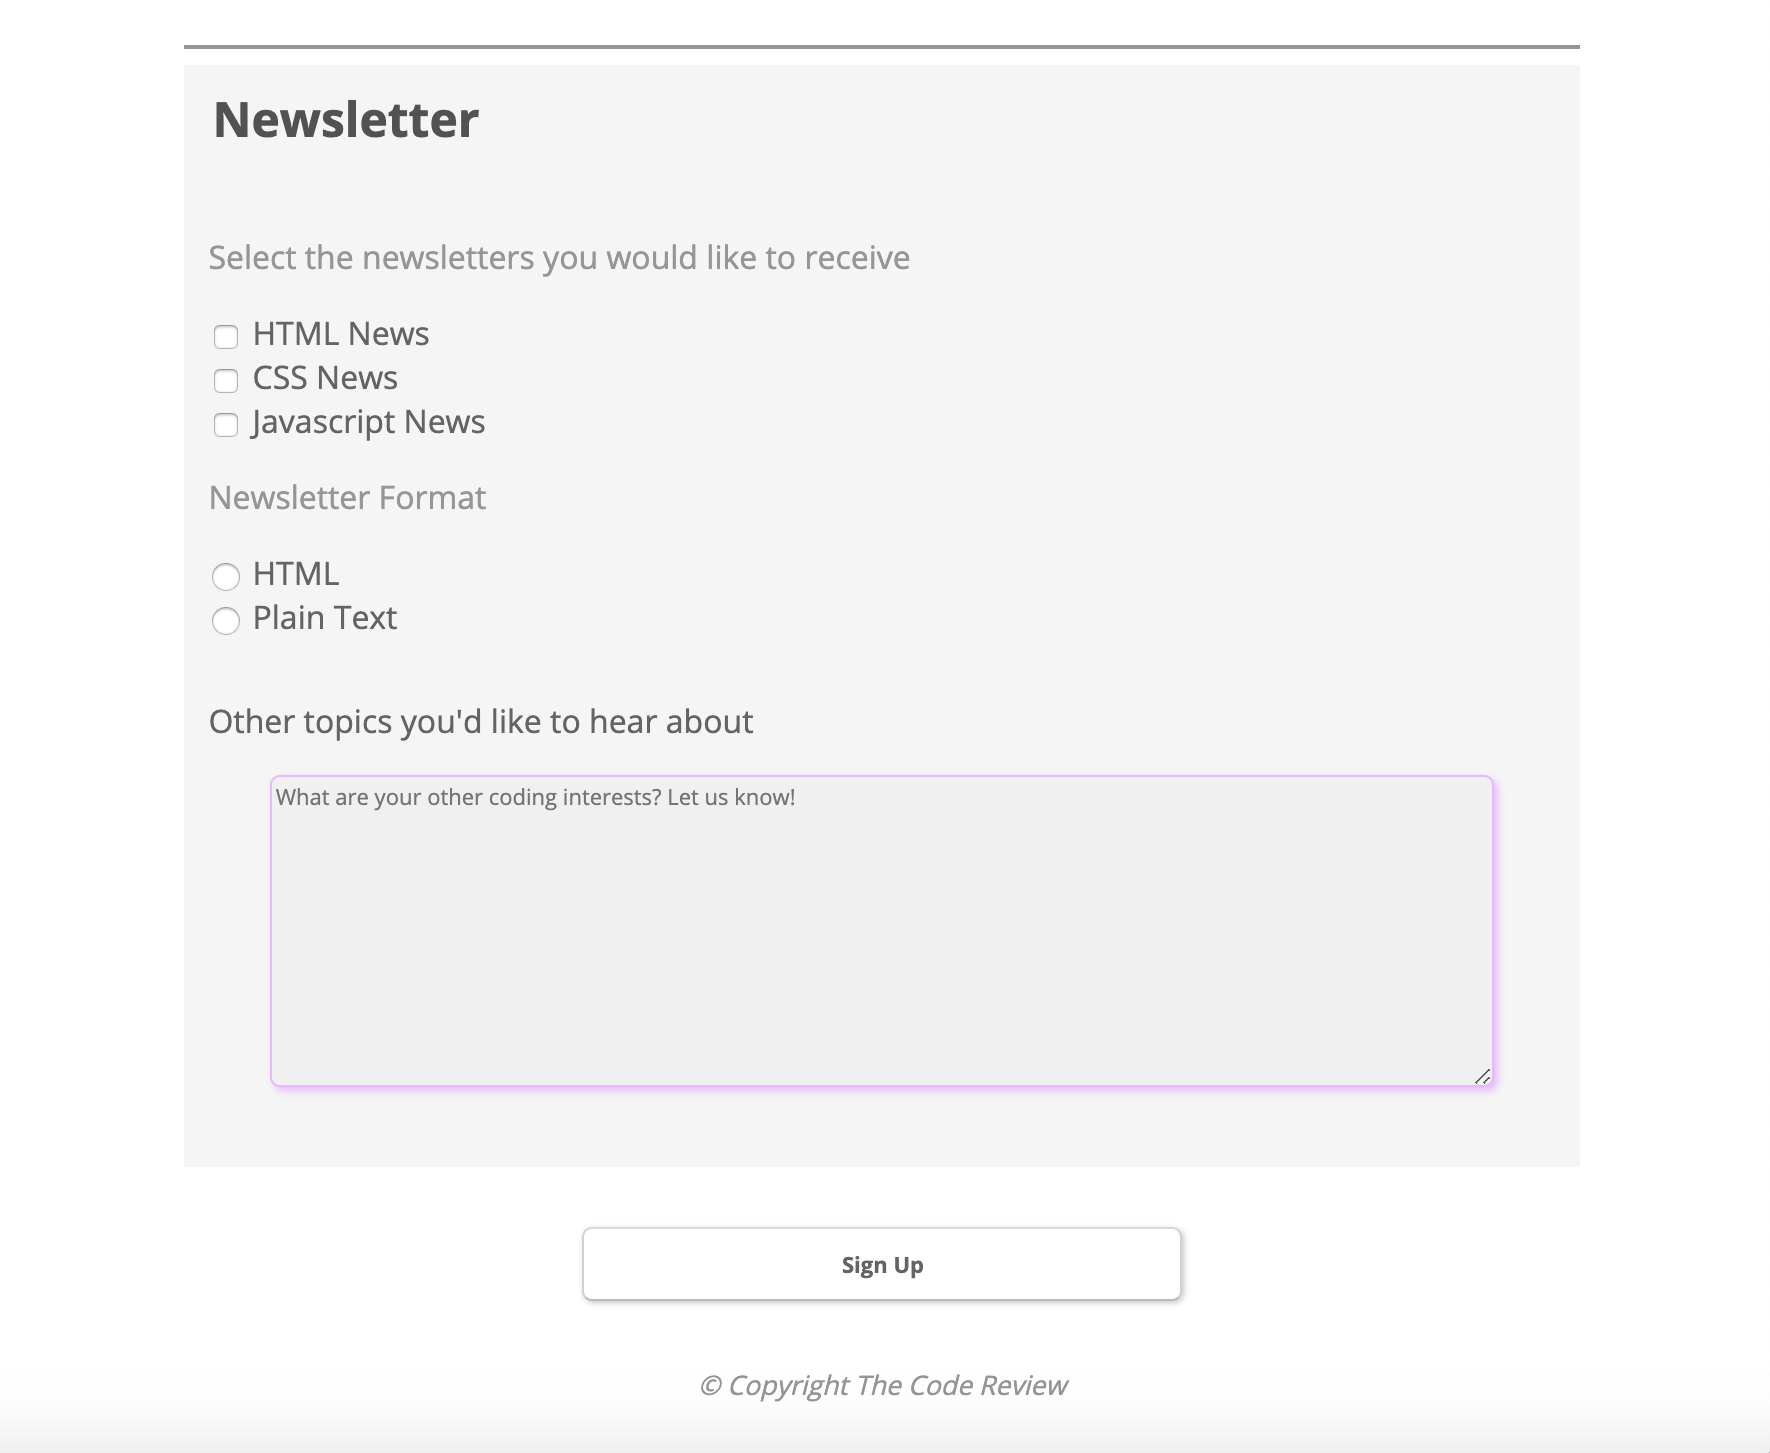 Newsletter
Select the newsletters you would like to receive
HTML News
CSS News
Javascript News
Newsletter Format
HTML
Plain Text
Other topics you'd like to hear about
What are your other coding interests? Let us know!
Sign Up
© Copyright The Code Review